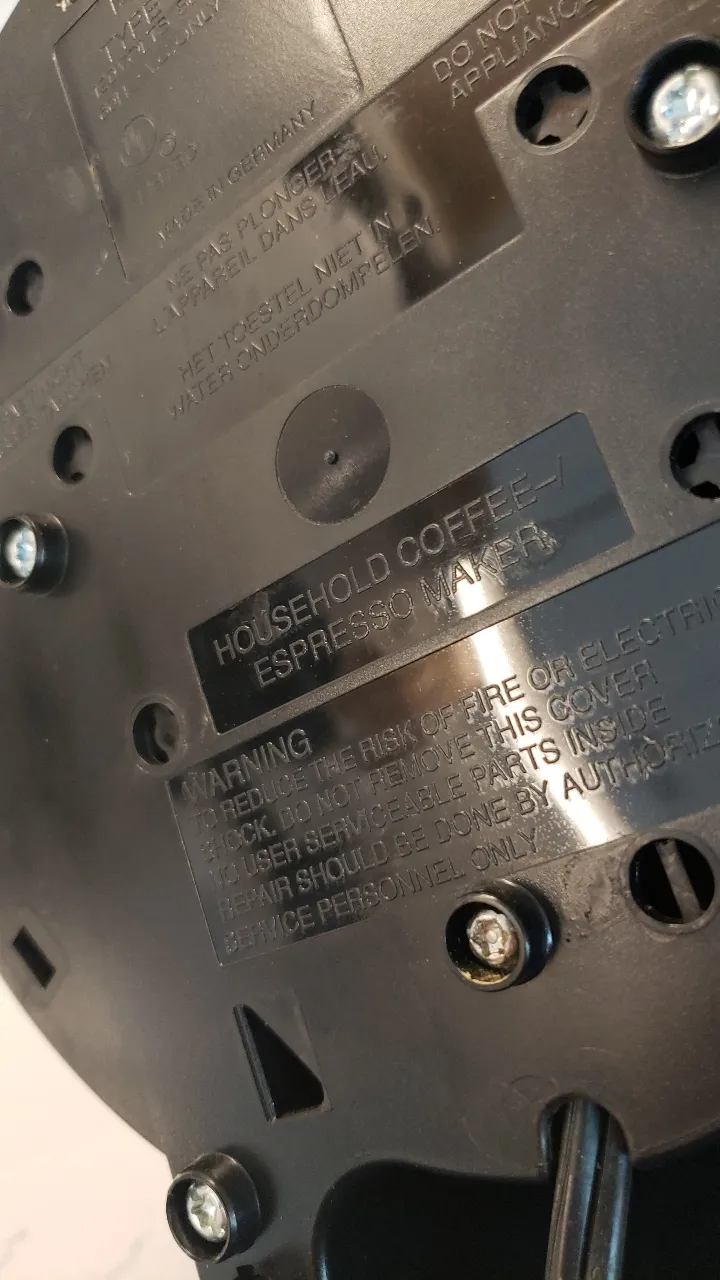 TYPE
ONLY
MADE IN GERMANY
DO NOT
APPLIANCE
NE PAS PLONGER
L'APPAREIL DANS L'EAU.
HET TOESTEL NIET IN
WATER ONDERDOMPELEN.
HOUSEHOLD COFFEE-/
ESPRESSO MAKER
WARNING
TO REDUCE THE RISK OF FIRE OR ELECTRIC
SHOCK, DO NOT REMOVE THIS COVER
NO USER SERVICEABLE PARTS INSIDE
REPAIR SHOULD BE DONE BY AUTHORIZ
SERVICE PERSONNEL ONLY